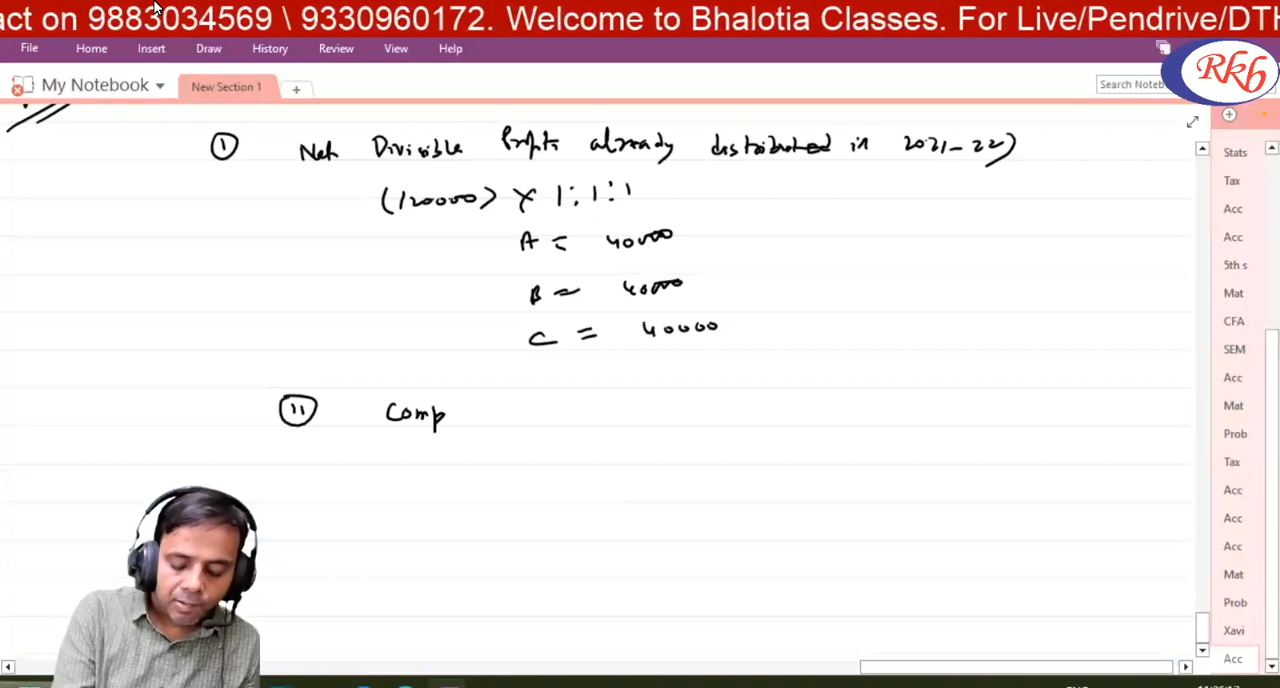 act on 9883034569 \ 9330960172. Welcome to Bhalotia Classes. For Live/Pendrive/DTH
File Home Insert Draw History Review View Help
Rkb
My Notebook New Section 1 + Search Noteb
① Net Divisible Profits already distributed in 2021-22)
(120000) × 1:1:1
A = 40000
B = 40000
C = 40000
ii Comp
Stats
Tax
Acc
Acc
5th s
Mat
CFA
SEM
Acc
Mat
Prob
Tax
Acc
Acc
Acc
Mat
Prob
Xavi
Acc